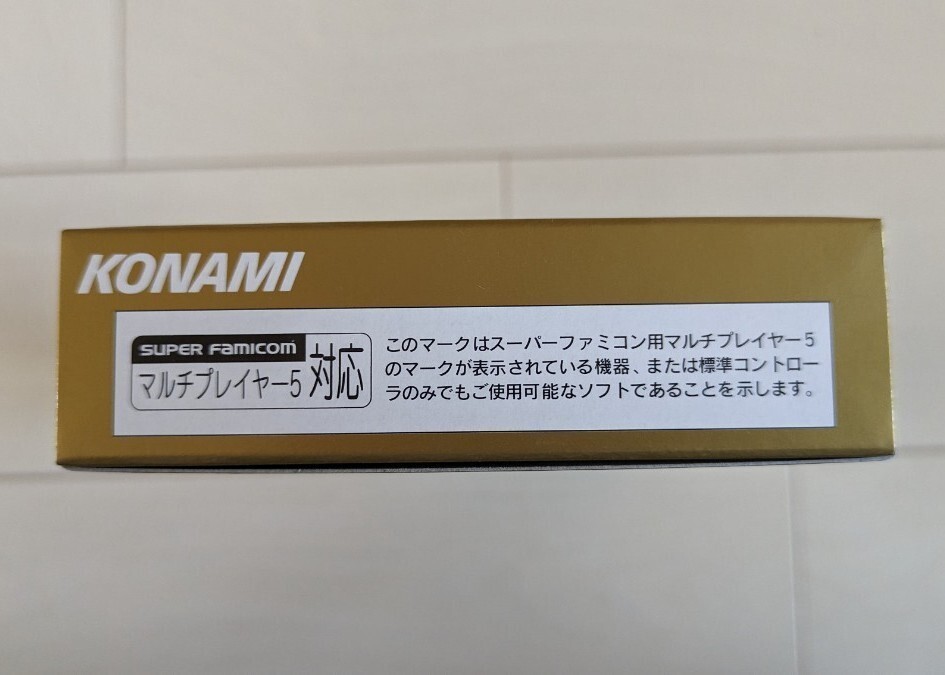 KONAMI
SUPER FAMICOM
マルチプレイヤー5 対応
このマークはスーパーファミコン用マルチプレイヤー5
のマークが表示されている機器、または標準コントロー
ラのみでもご使用可能なソフトであることを示します。